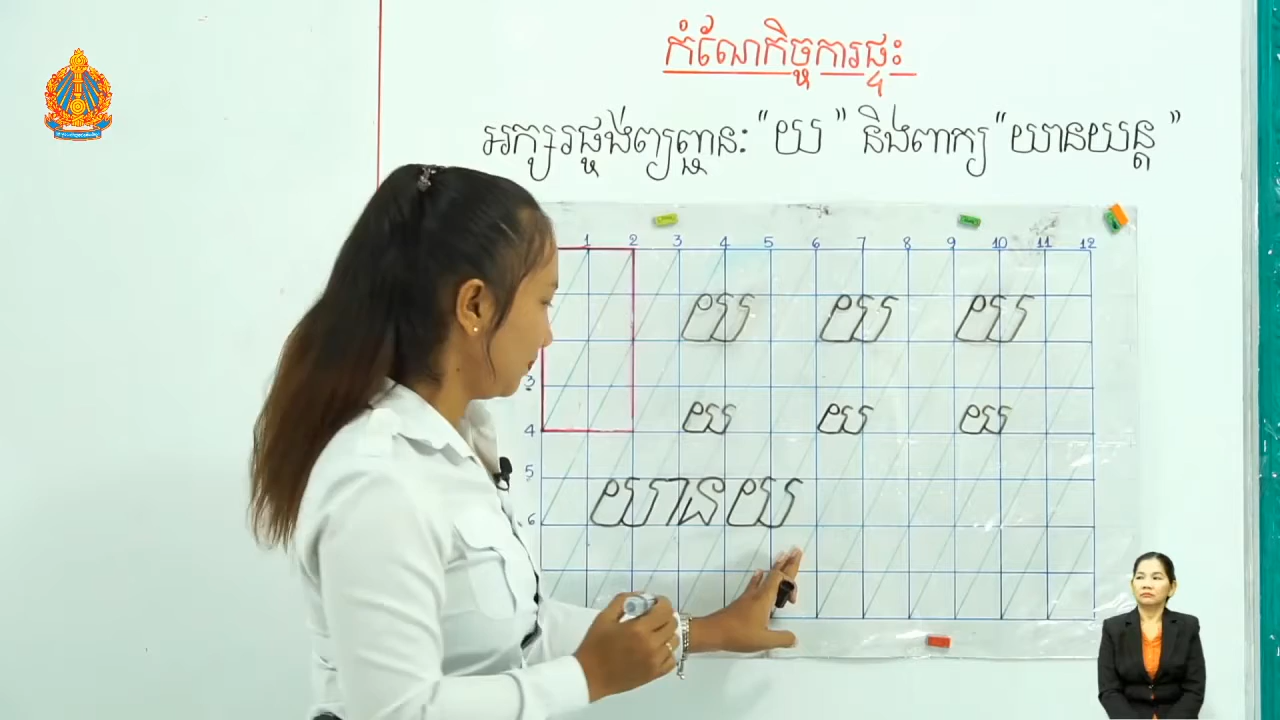 កំណែកិច្ចការផ្ទះ
អក្សរផ្ចង់ព្យញ្ជនៈ "យ" និងពាក្យ "យានយន្ត"
1 2 3 4 5 6 7 8 9 10 11 12
យ យ យ
3
យ យ យ
4
5
យានយ
6